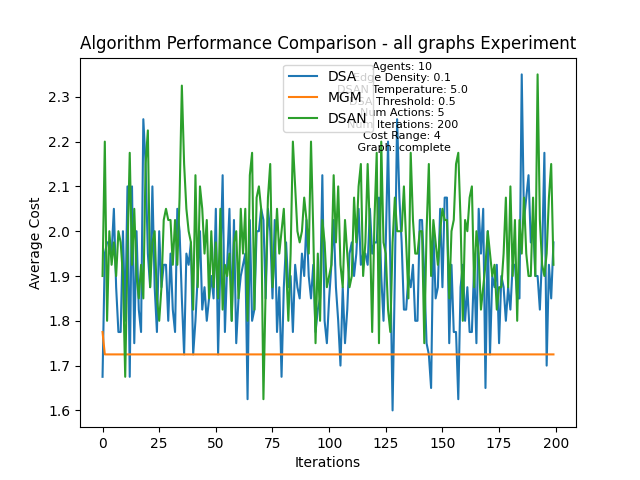 Algorithm Performance Comparison - all graphs Experiment
DSA
MGM
DSAN
Agents: 10
Edge Density: 0.1
DSAN Temperature: 5.0
DSA Threshold: 0.5
Num Actions: 5
Num Iterations: 200
Cost Range: 4
Graph: complete
Average Cost
2.3
2.2
2.1
2.0
1.9
1.8
1.7
1.6
0 25 50 75 100 125 150 175 200
Iterations